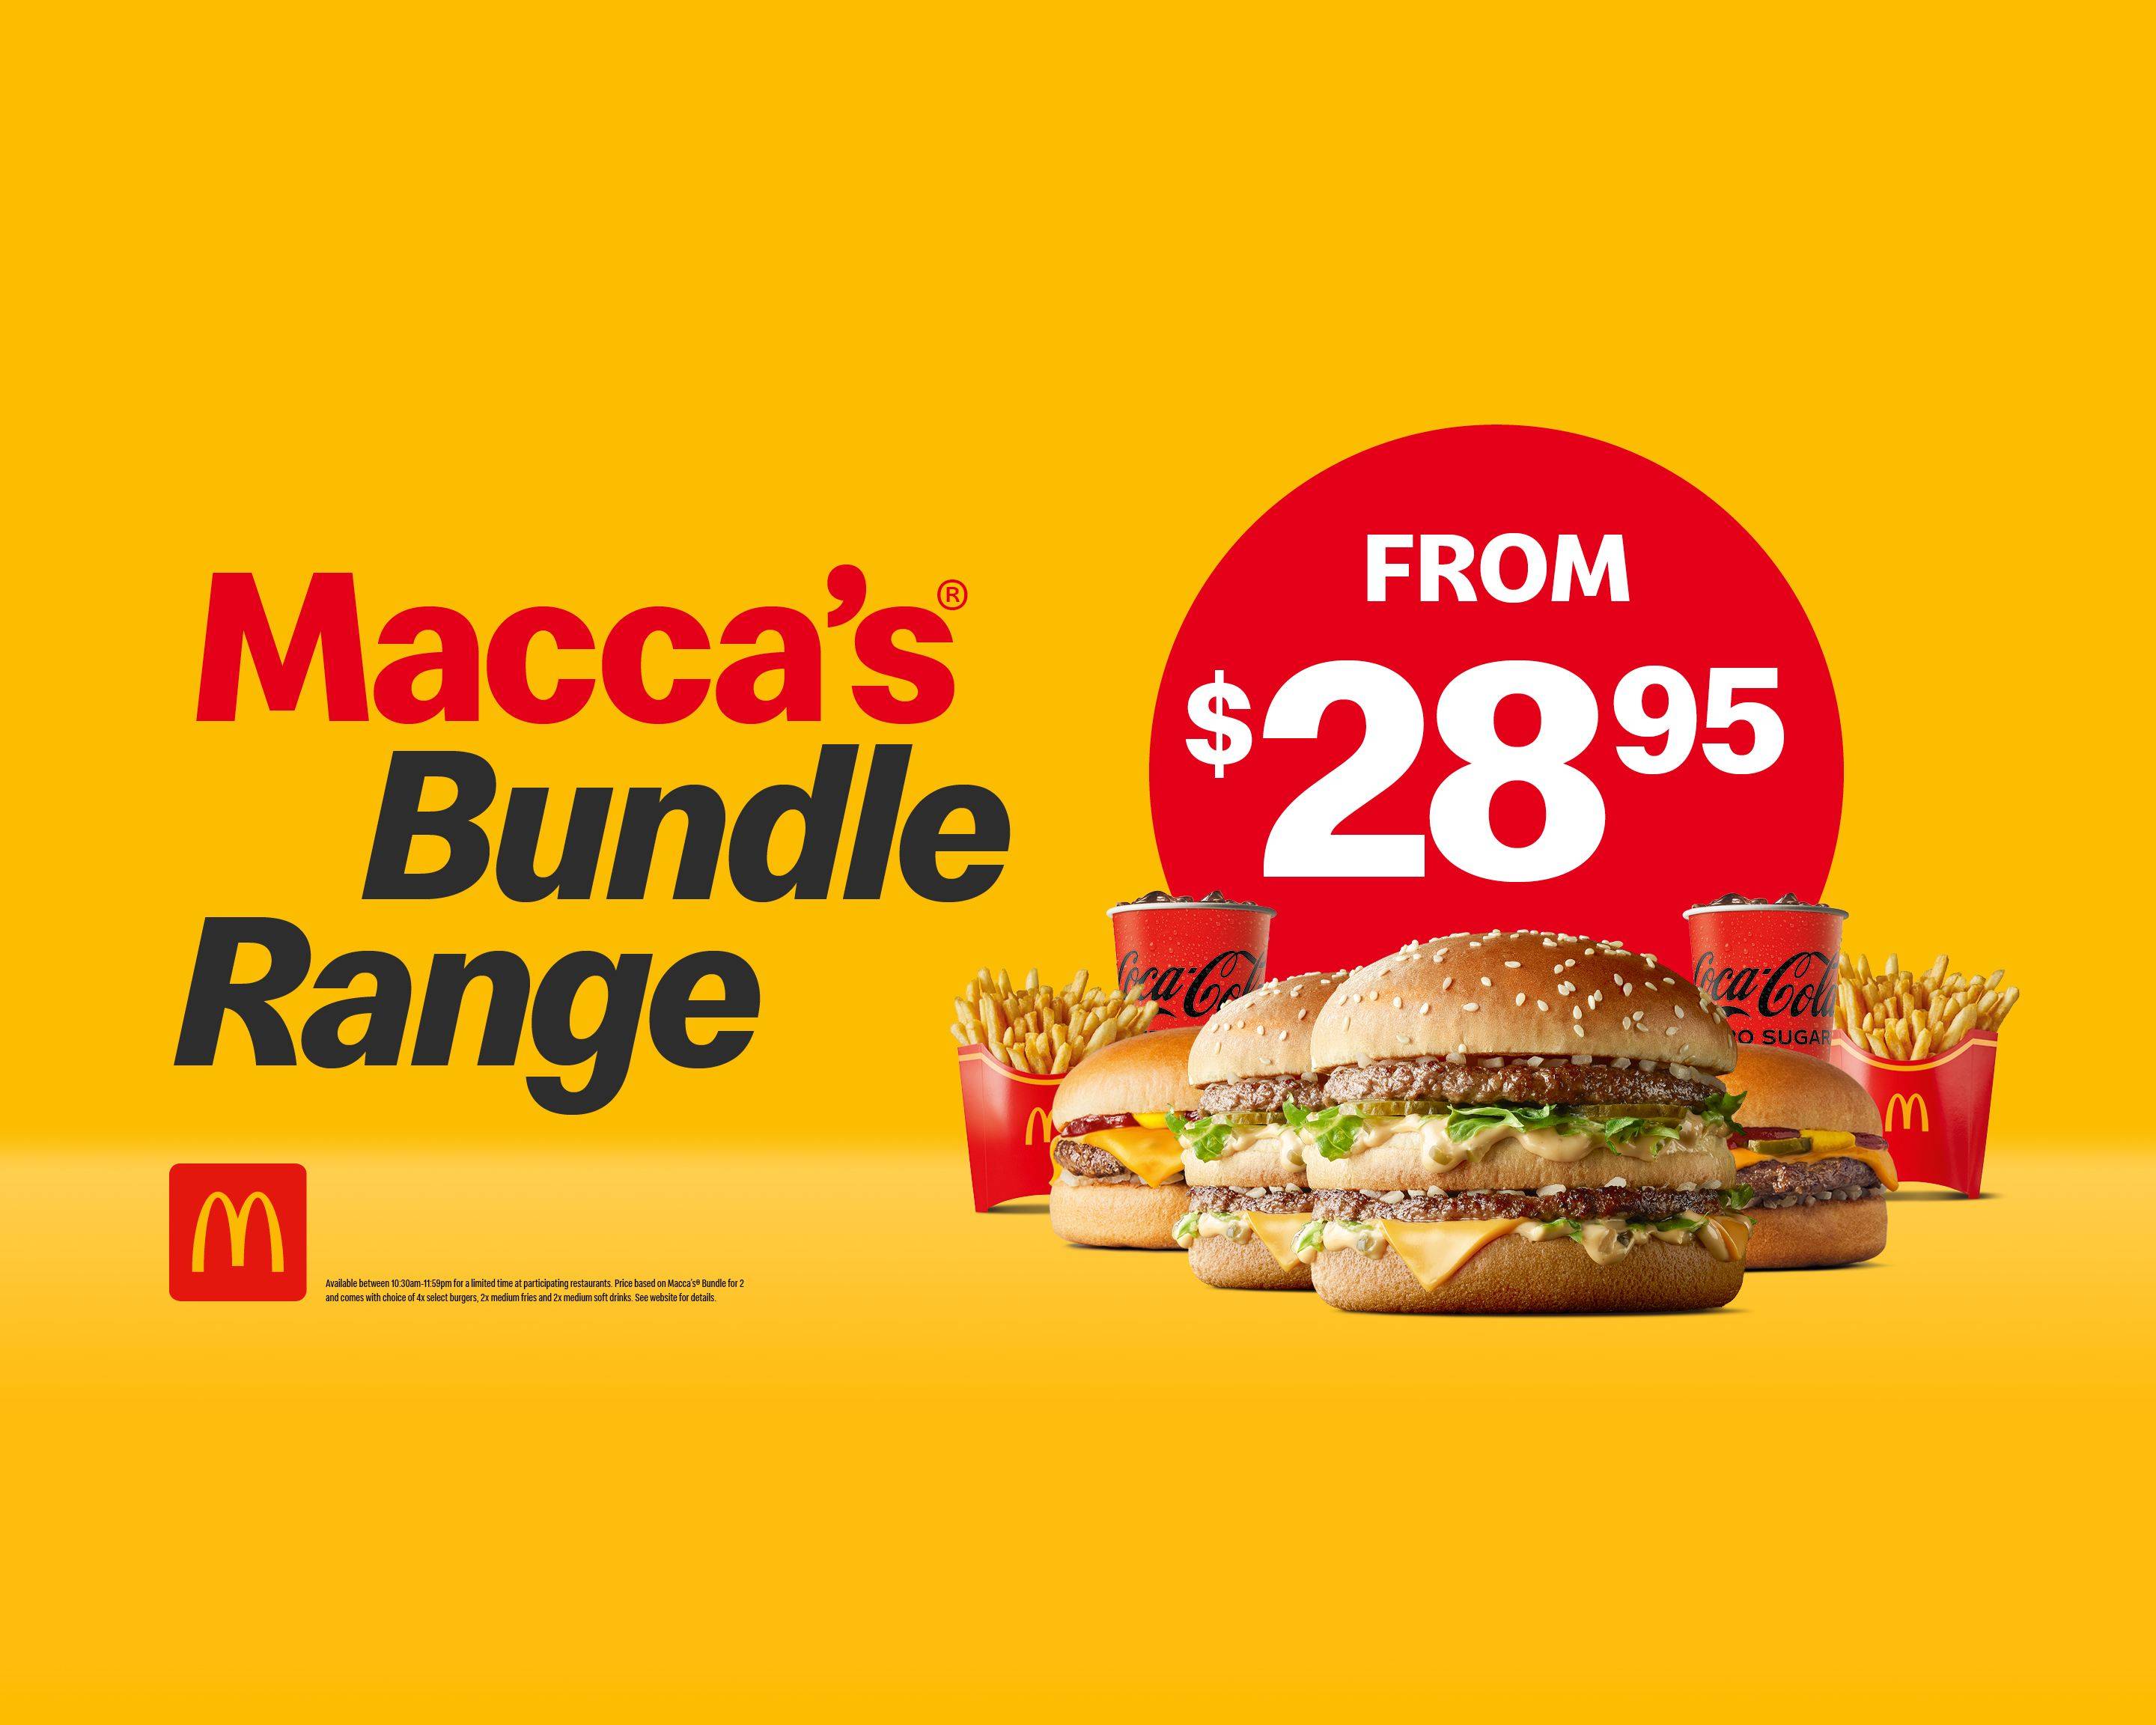 Macca's®
Bundle
Range
FROM
$28 95
Coca-Cola
Coca-Cola
ZERO SUGAR
Available between 10:30am-11:59pm for a limited time at participating restaurants. Price based on Macca's® Bundle for 2
and comes with choice of 4x select burgers, 2x medium fries and 2x medium soft drinks. See website for details.